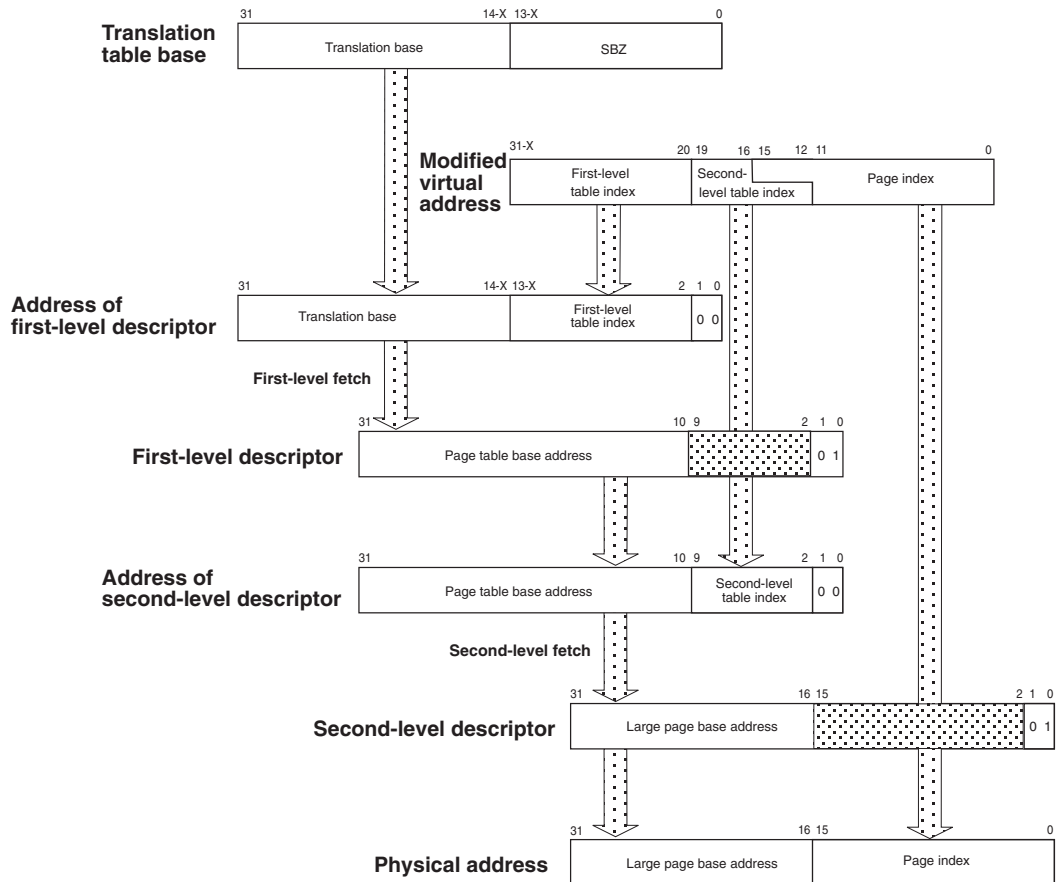 31 14-X 13-X 0
Translation
table base
Translation base
SBZ
31-X 20 19 16 15 12 11 0
Modified
virtual
address
First-level
table index
Second-
level table index
Page index
31 14-X 13-X 2 1 0
Address of
first-level descriptor
Translation base
First-level
table index
0 0
First-level fetch
31 10 9 2 1 0
First-level descriptor
Page table base address
0 1
31 10 9 2 1 0
Address of
second-level descriptor
Page table base address
Second-level
table index
0 0
Second-level fetch
31 16 15 2 1 0
Second-level descriptor
Large page base address
0 1
31 16 15 0
Physical address
Large page base address
Page index